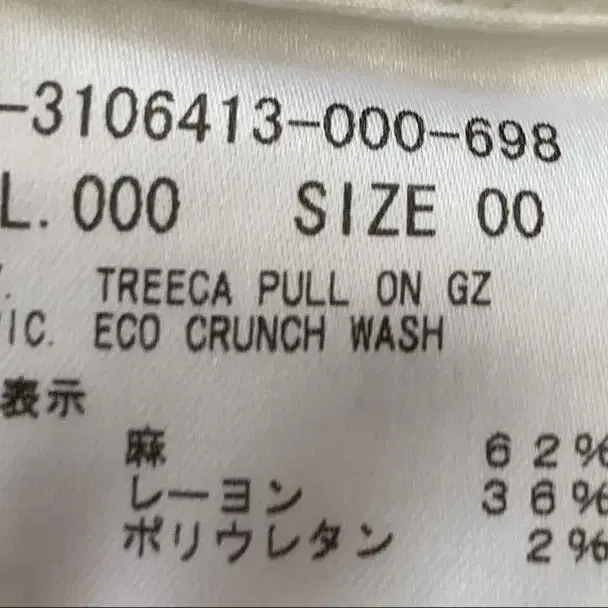 -3106413-000-698
L. 000 SIZE 00
. TREECA PULL ON GZ
IC. ECO CRUNCH WASH
表示
麻 62%
レーヨン 36%
ポリウレタン 2%